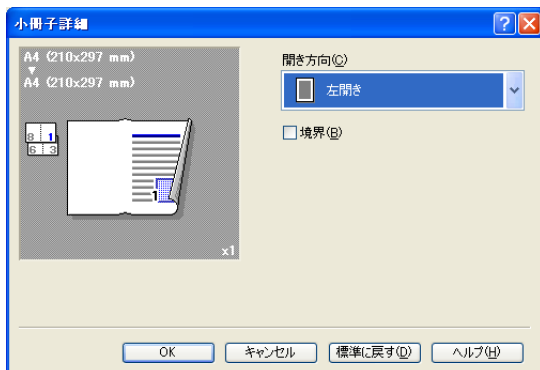 小冊子詳細
A4 (210x297 mm)
A4 (210x297 mm)
8 1
6 3
1
x1
開き方向(C)
左開き
境界(B)
OK
キャンセル
標準に戻す(D)
ヘルプ(H)